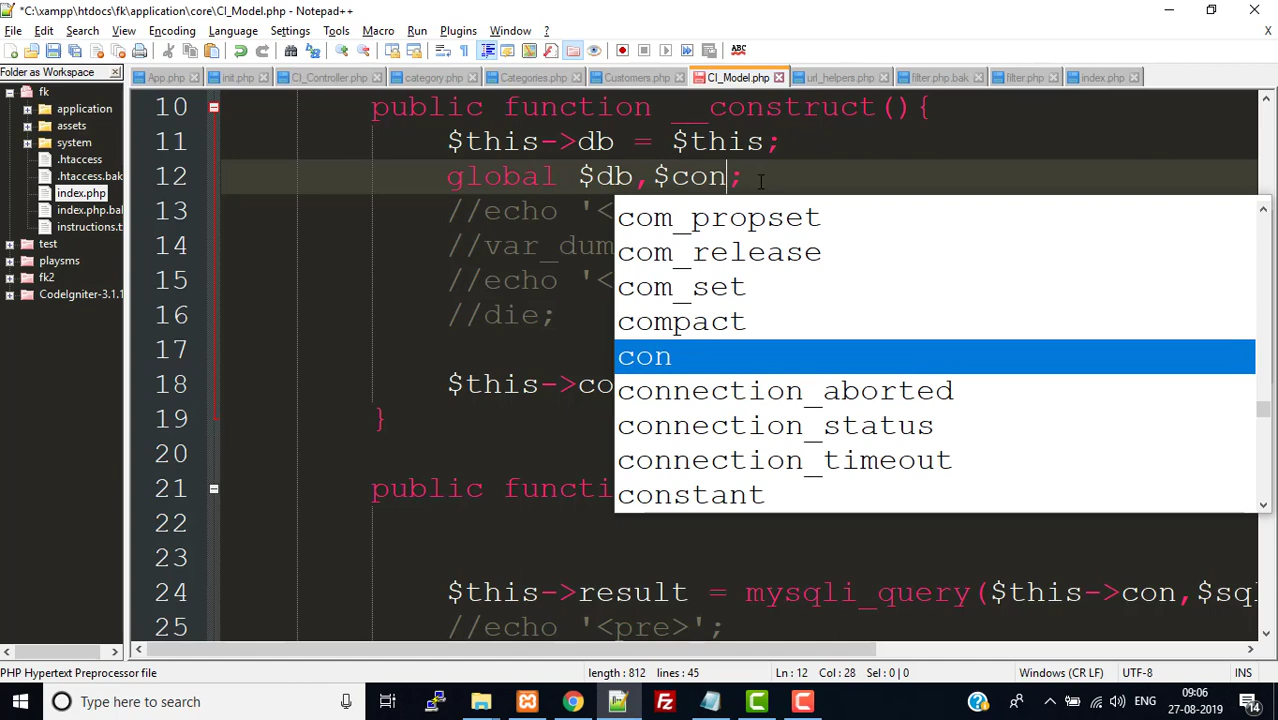 *C:\xampp\htdocs\fk\application\core\CI_Model.php - Notepad++
File Edit Search View Encoding Language Settings Tools Macro Run Plugins Window ? X
Folder as Workspace
App.php init.php CI_Controller.php category.php Categories.php Customers.php CI_Model.php url_helpers.php filter.php.bak filter.php index.php
fk
application
assets
system
.htaccess
.htaccess.bak
index.php
index.php.bal
instructions.t
test
playsms
fk2
CodeIgniter-3.1.1
10 public function __construct(){
11 $this->db = $this;
12 global $db,$con;
13 //echo '<
14 //var_dum
15 //echo '<
16 //die;
17
18 $this->co
19 }
20
21 public functi
22
23
24 $this->result = mysqli_query($this->con,$sq
25 //echo '<pre>';
com_propset
com_release
com_set
compact
con
connection_aborted
connection_status
connection_timeout
constant
PHP Hypertext Preprocessor file length : 812 lines : 45 Ln : 12 Col : 28 Sel : 0 | 0 Windows (CR LF) UTF-8 INS
Type here to search
ENG
09:06
27-08-2019
14